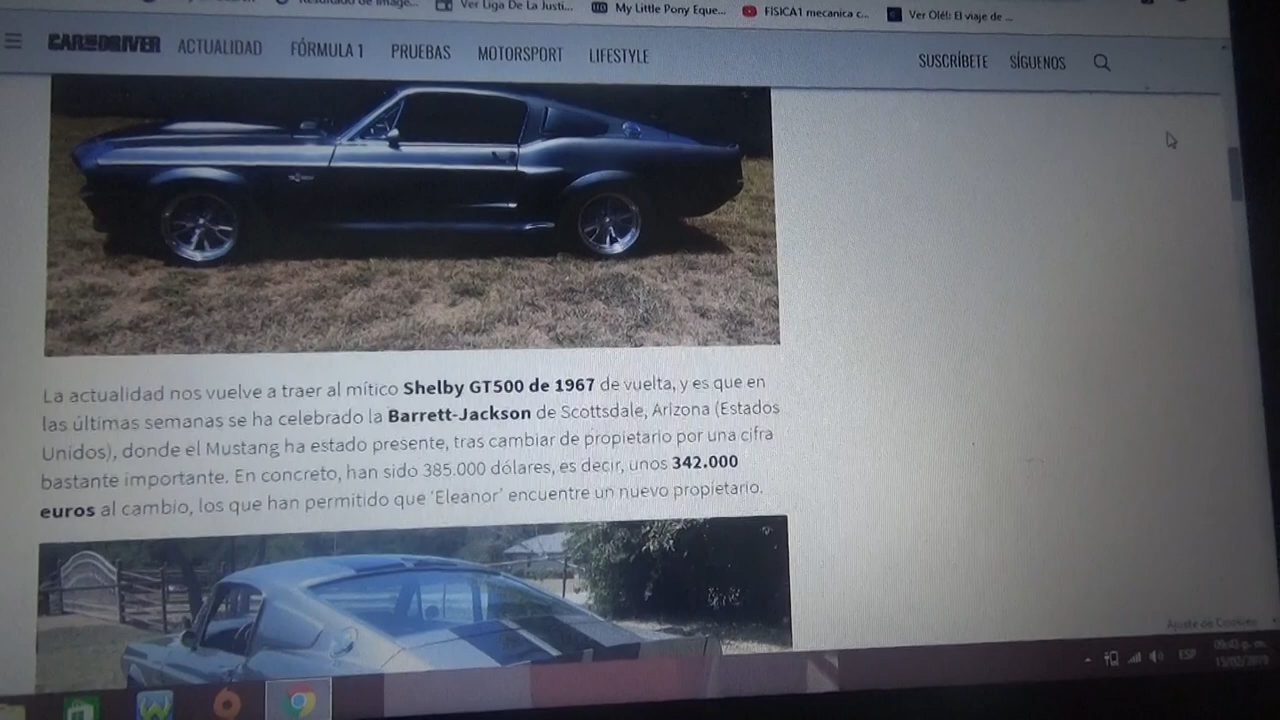 Ver Liga De La Justi...
My Little Pony Eque...
FISICA1 mecanica c...
Ver Olé!: El viaje de ...
CAR AND DRIVER
ACTUALIDAD
FÓRMULA 1
PRUEBAS
MOTORSPORT
LIFESTYLE
SUSCRÍBETE
SÍGUENOS
La actualidad nos vuelve a traer al mítico Shelby GT500 de 1967 de vuelta, y es que en
las últimas semanas se ha celebrado la Barrett-Jackson de Scottsdale, Arizona (Estados
Unidos), donde el Mustang ha estado presente, tras cambiar de propietario por una cifra
bastante importante. En concreto, han sido 385.000 dólares, es decir, unos 342.000
euros al cambio, los que han permitido que 'Eleanor' encuentre un nuevo propietario.
Ajuste de Cookies
ESP